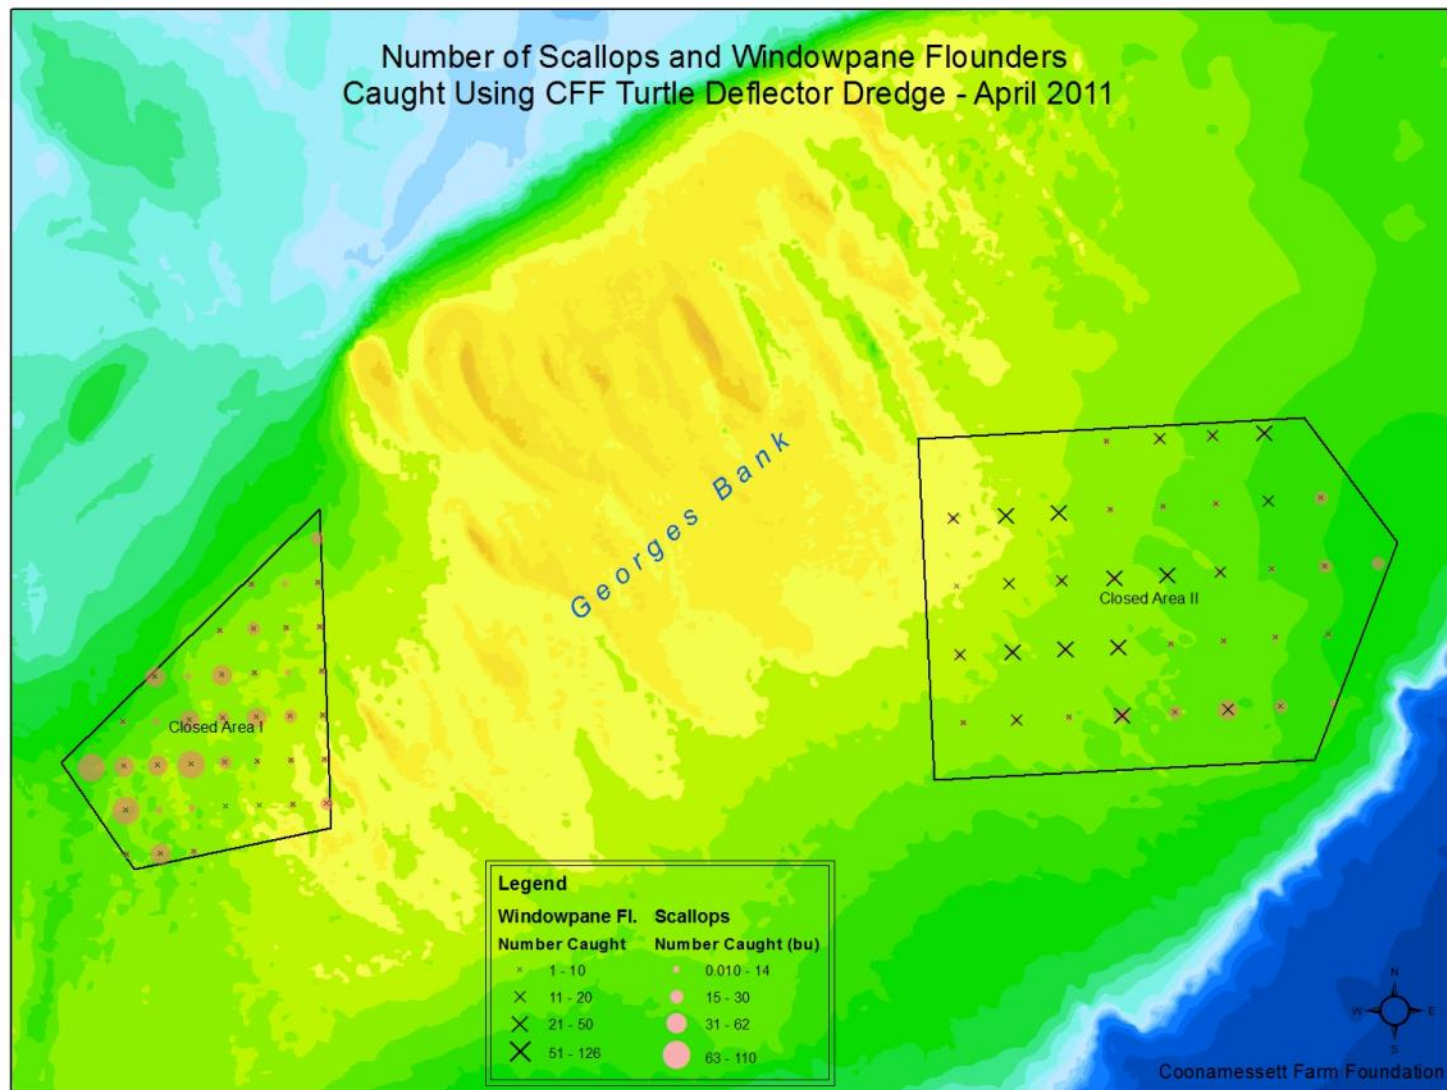 Number of Scallops and Windowpane Flounders
Caught Using CFF Turtle Deflector Dredge - April 2011
Georges Bank
Closed Area II
Closed Area I
Legend
Windowpane Fl. Scallops
Number Caught Number Caught (bu)
1 - 10 0.010 - 14
11 - 20 15 - 30
21 - 50 31 - 62
51 - 126 63 - 110
N
W E
S
Coonamessett Farm Foundation